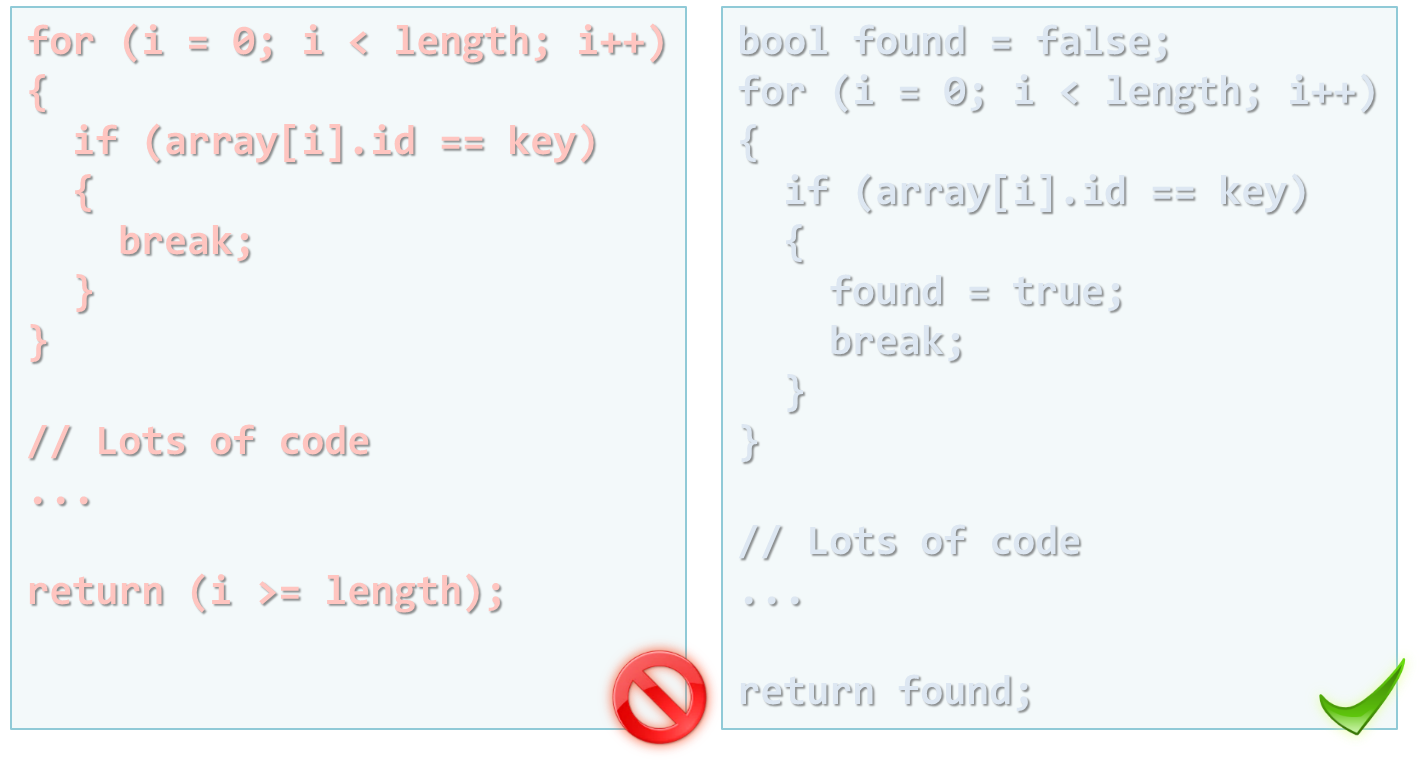 for (i = 0; i < length; i++)
{
  if (array[i].id == key)
  {
    break;
  }
}
// Lots of code
...
return (i >= length);
bool found = false;
for (i = 0; i < length; i++)
{
  if (array[i].id == key)
  {
    found = true;
    break;
  }
}
// Lots of code
...
return found;